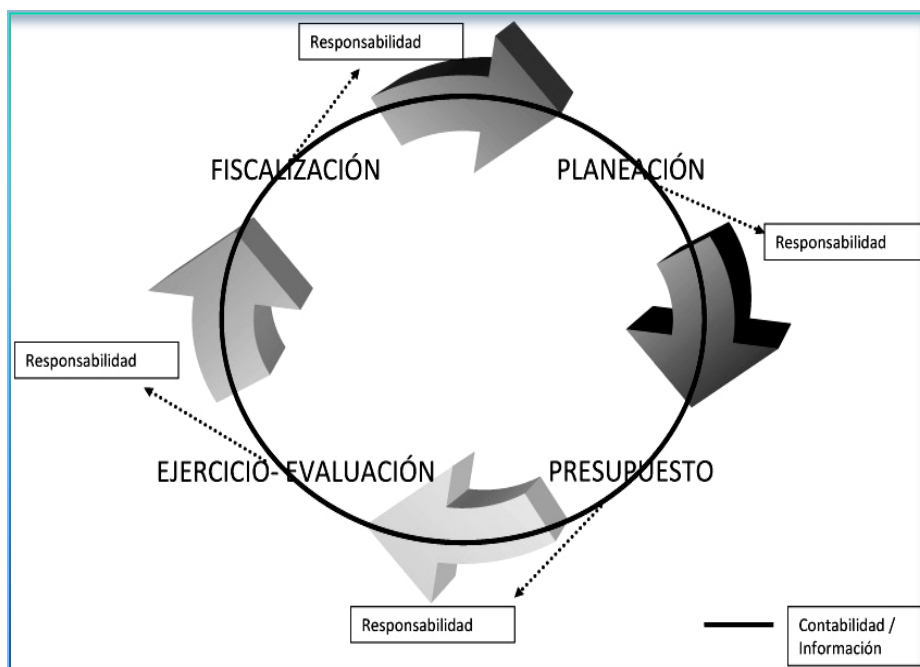 Responsabilidad
FISCALIZACIÓN
PLANEACIÓN
Responsabilidad
Responsabilidad
EJERCICIO- EVALUACIÓN
PRESUPUESTO
Responsabilidad
Contabilidad /
Información